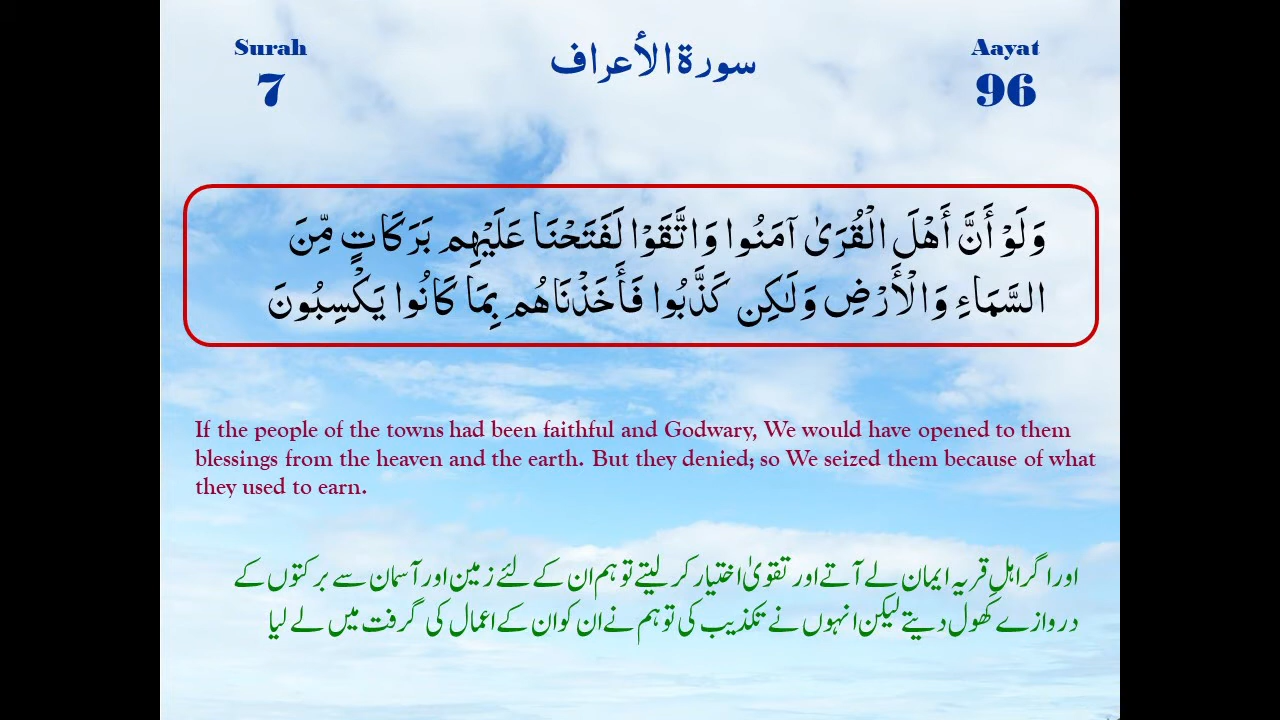 Surah
7
سورة الأعراف
Aayat
96
وَلَوْ أَنَّ أَهْلَ الْقُرَىٰ آمَنُوا وَاتَّقَوْا لَفَتَحْنَا عَلَيْهِم بَرَكَاتٍ مِّنَ
السَّمَاءِ وَالْأَرْضِ وَلَٰكِن كَذَّبُوا فَأَخَذْنَاهُم بِمَا كَانُوا يَكْسِبُونَ
If the people of the towns had been faithful and Godwary, We would have opened to them
blessings from the heaven and the earth. But they denied; so We seized them because of what
they used to earn.
اور اگر اہلِ قریہ ایمان لے آتے اور تقویٰ اختیار کر لیتے تو ہم ان کے لئے زمین اور آسمان سے برکتوں کے
دروازے کھول دیتے لیکن انہوں نے تکذیب کی تو ہم نے ان کو ان کے اعمال کی گرفت میں لے لیا